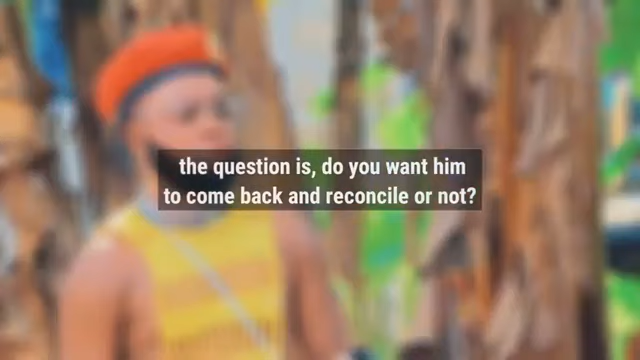 the question is, do you want him
to come back and reconcile or not?